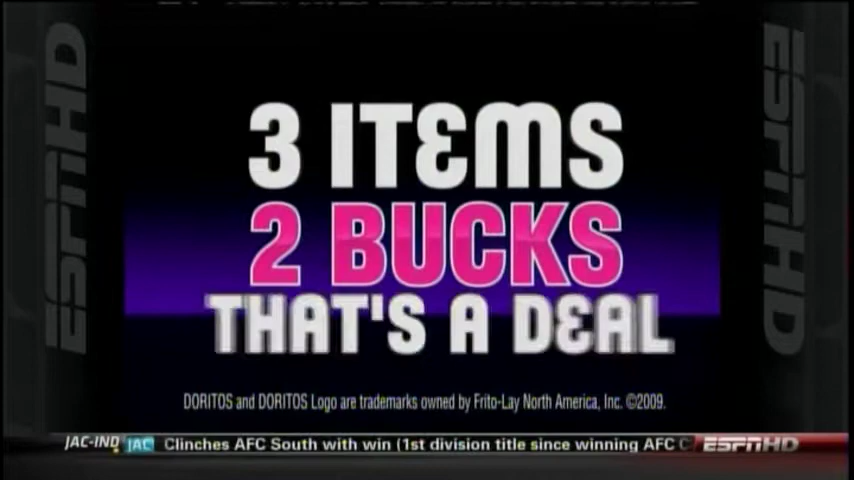 ESPNHD
ESPNHD
3 ITEMS
2 BUCKS
THAT'S A DEAL
DORITOS and DORITOS Logo are trademarks owned by Frito-Lay North America, Inc. ©2009.
JAC-IND JAC Clinches AFC South with win (1st division title since winning AFC C ESPNHD